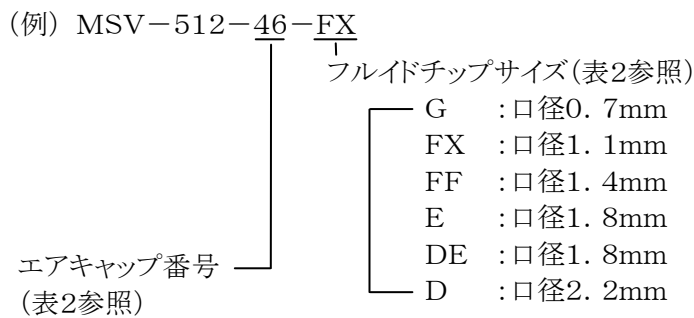 (例) MSV－512－46－FX
フルイドチップサイズ(表2参照)
G :口径0．7mm
FX :口径1．1mm
FF :口径1．4mm
E :口径1．8mm
DE :口径1．8mm
D :口径2．2mm
エアキャップ番号
(表2参照)